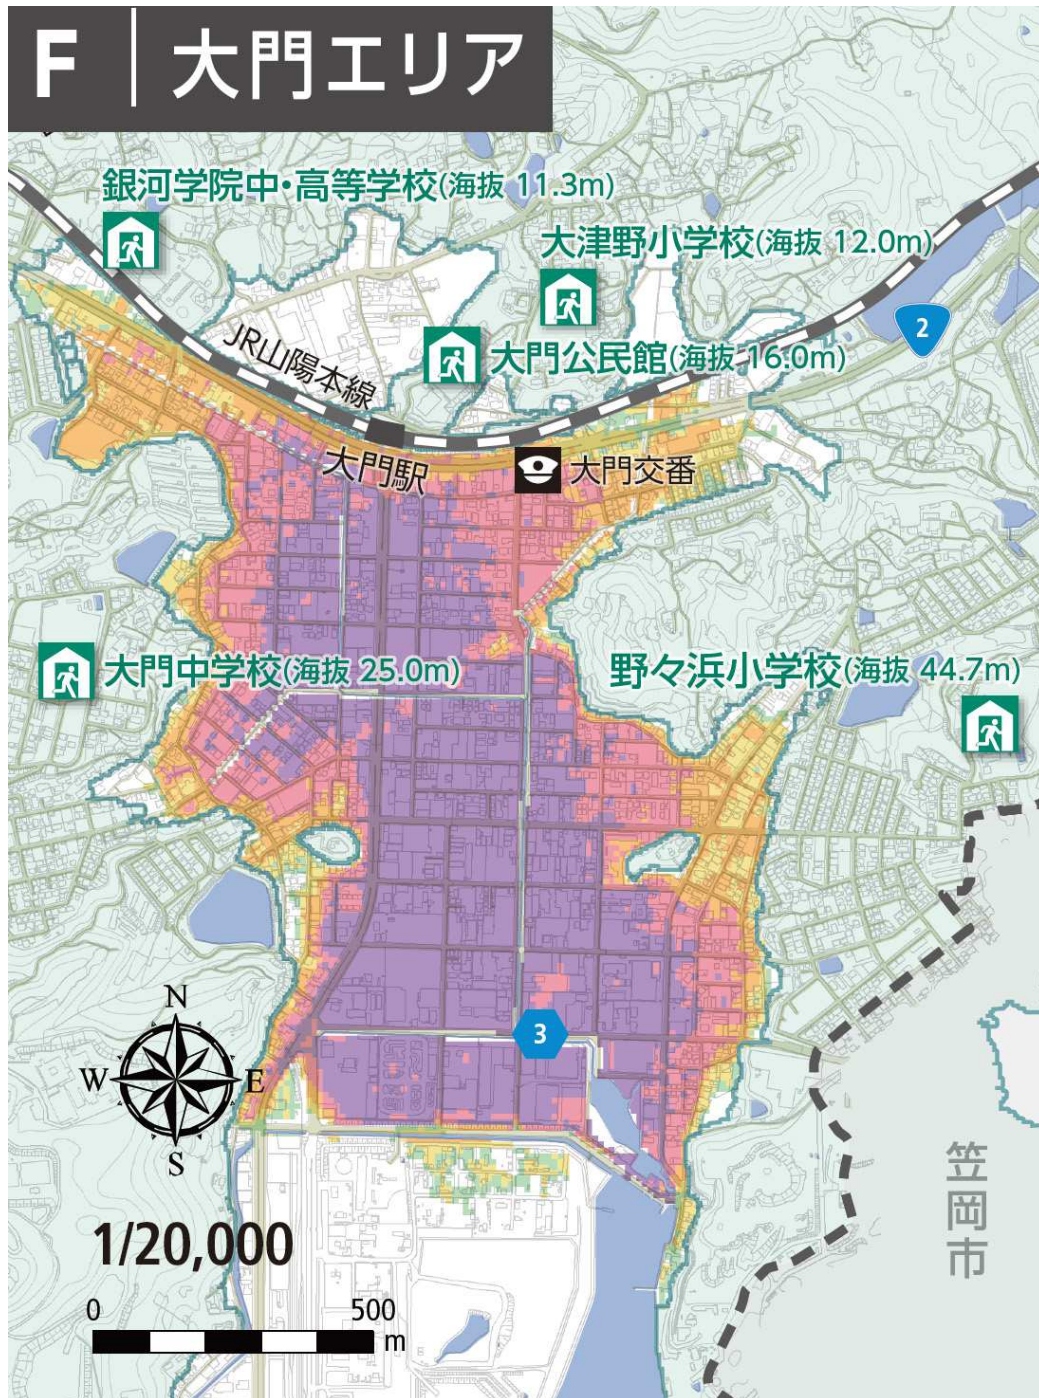 F 大門エリア
銀河学院中・高等学校(海抜 11.3m)
大津野小学校(海抜 12.0m)
2
JR山陽本線
大門公民館(海抜 16.0m)
大門駅
大門交番
大門中学校(海抜 25.0m)
野々浜小学校(海抜 44.7m)
3
N
W E
S
笠岡市
1/20,000
0 500
m